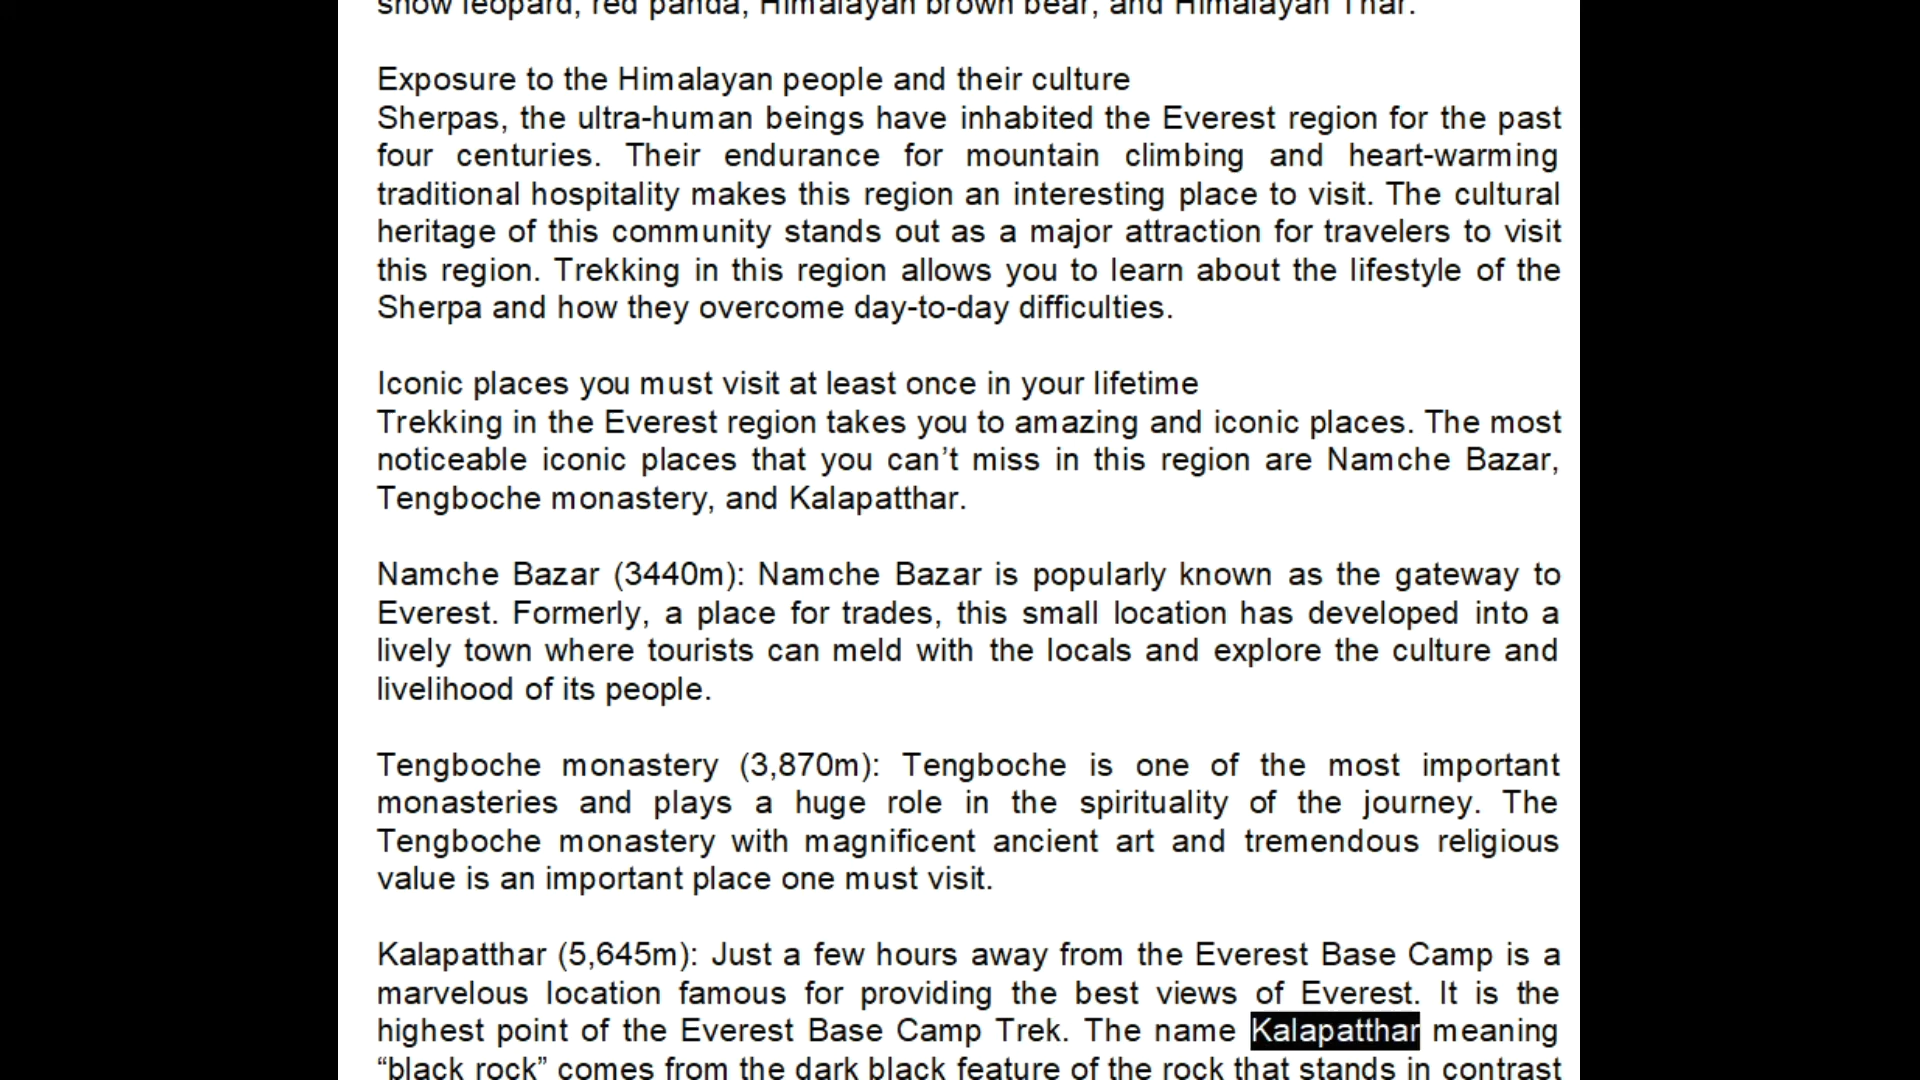 snow leopard, red panda, Himalayan brown bear, and Himalayan Thar.
Exposure to the Himalayan people and their culture
Sherpas, the ultra-human beings have inhabited the Everest region for the past
four centuries. Their endurance for mountain climbing and heart-warming
traditional hospitality makes this region an interesting place to visit. The cultural
heritage of this community stands out as a major attraction for travelers to visit
this region. Trekking in this region allows you to learn about the lifestyle of the
Sherpa and how they overcome day-to-day difficulties.
Iconic places you must visit at least once in your lifetime
Trekking in the Everest region takes you to amazing and iconic places. The most
noticeable iconic places that you can’t miss in this region are Namche Bazar,
Tengboche monastery, and Kalapatthar.
Namche Bazar (3440m): Namche Bazar is popularly known as the gateway to
Everest. Formerly, a place for trades, this small location has developed into a
lively town where tourists can meld with the locals and explore the culture and
livelihood of its people.
Tengboche monastery (3,870m): Tengboche is one of the most important
monasteries and plays a huge role in the spirituality of the journey. The
Tengboche monastery with magnificent ancient art and tremendous religious
value is an important place one must visit.
Kalapatthar (5,645m): Just a few hours away from the Everest Base Camp is a
marvelous location famous for providing the best views of Everest. It is the
highest point of the Everest Base Camp Trek. The name Kalapatthar meaning
“black rock” comes from the dark black feature of the rock that stands in contrast